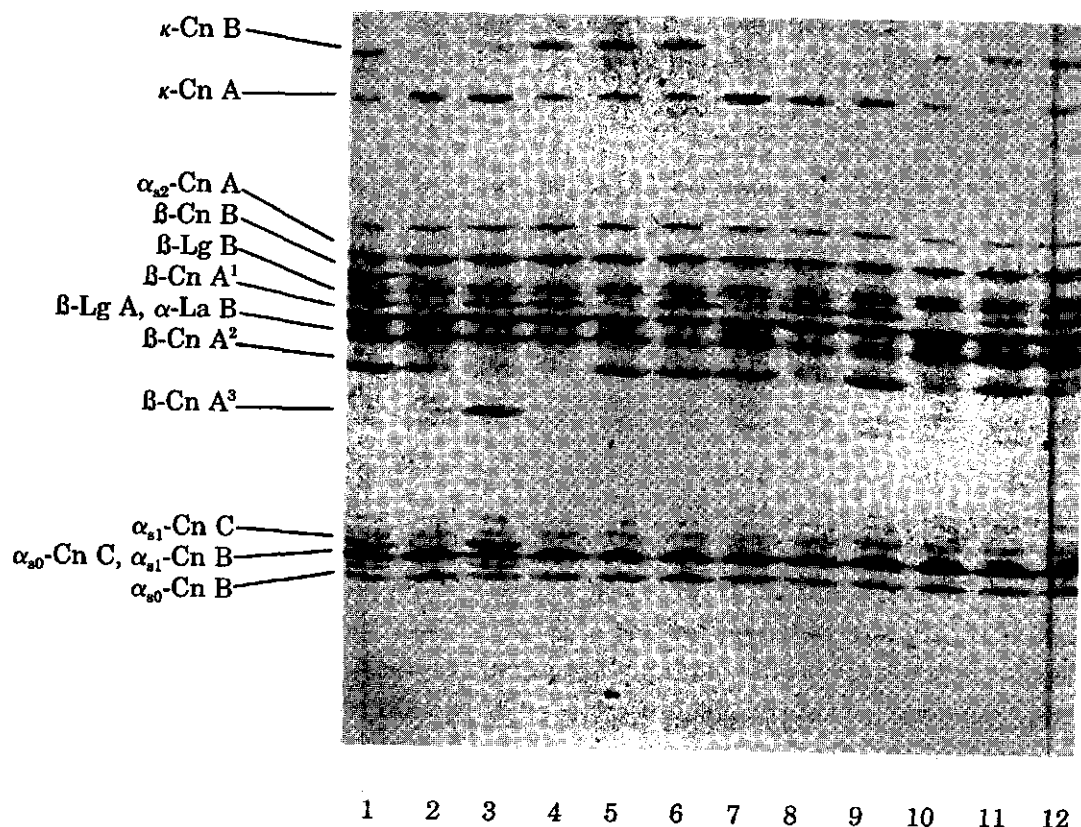 κ-Cn B
κ-Cn A
αs2-Cn A
ß-Cn B
ß-Lg B
ß-Cn A¹
ß-Lg A, α-La B
ß-Cn A²
ß-Cn A³
αs1-Cn C
αs0-Cn C, αs1-Cn B
αs0-Cn B
1 2 3 4 5 6 7 8 9 10 11 12